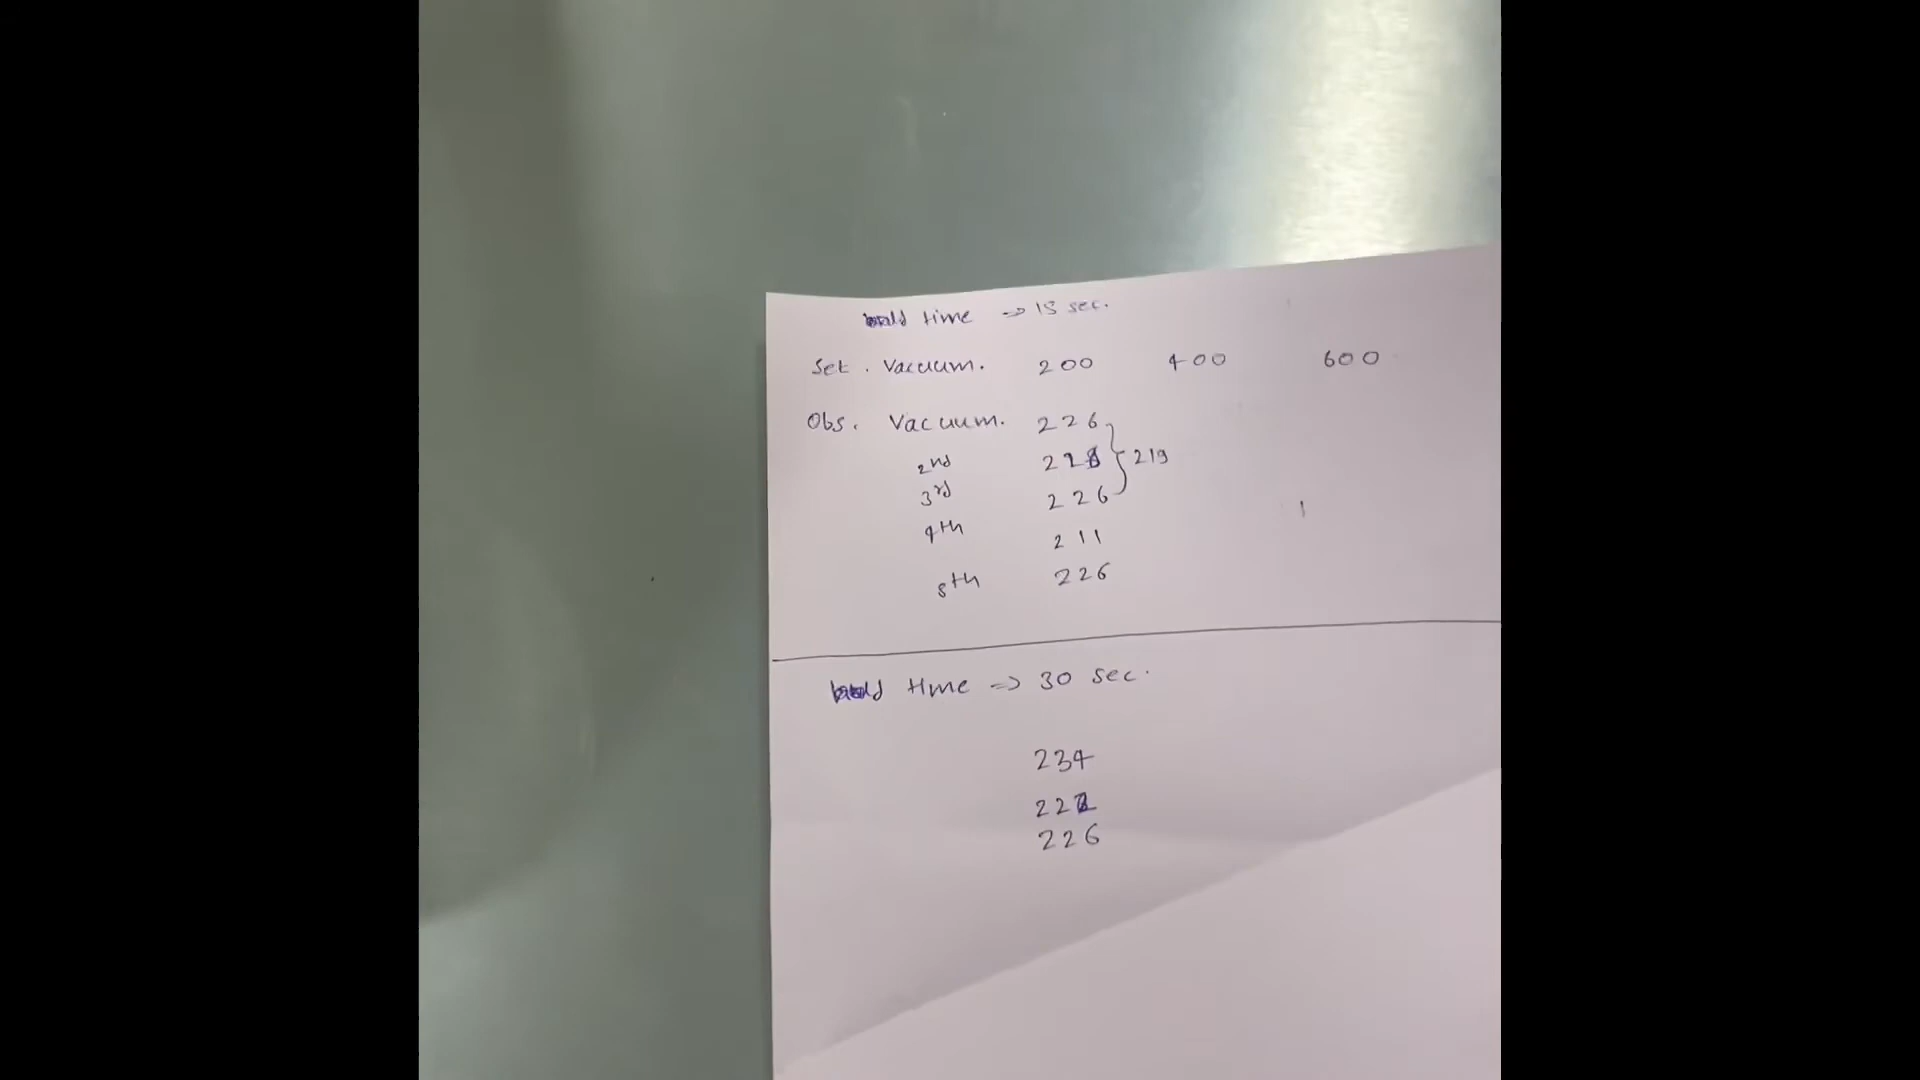 time => 15 sec.
Set. Vacuum. 200 400 600
Obs. Vacuum. 226
2nd 219
3rd 226
4th 211
5th 226
time => 30 sec.
234
226